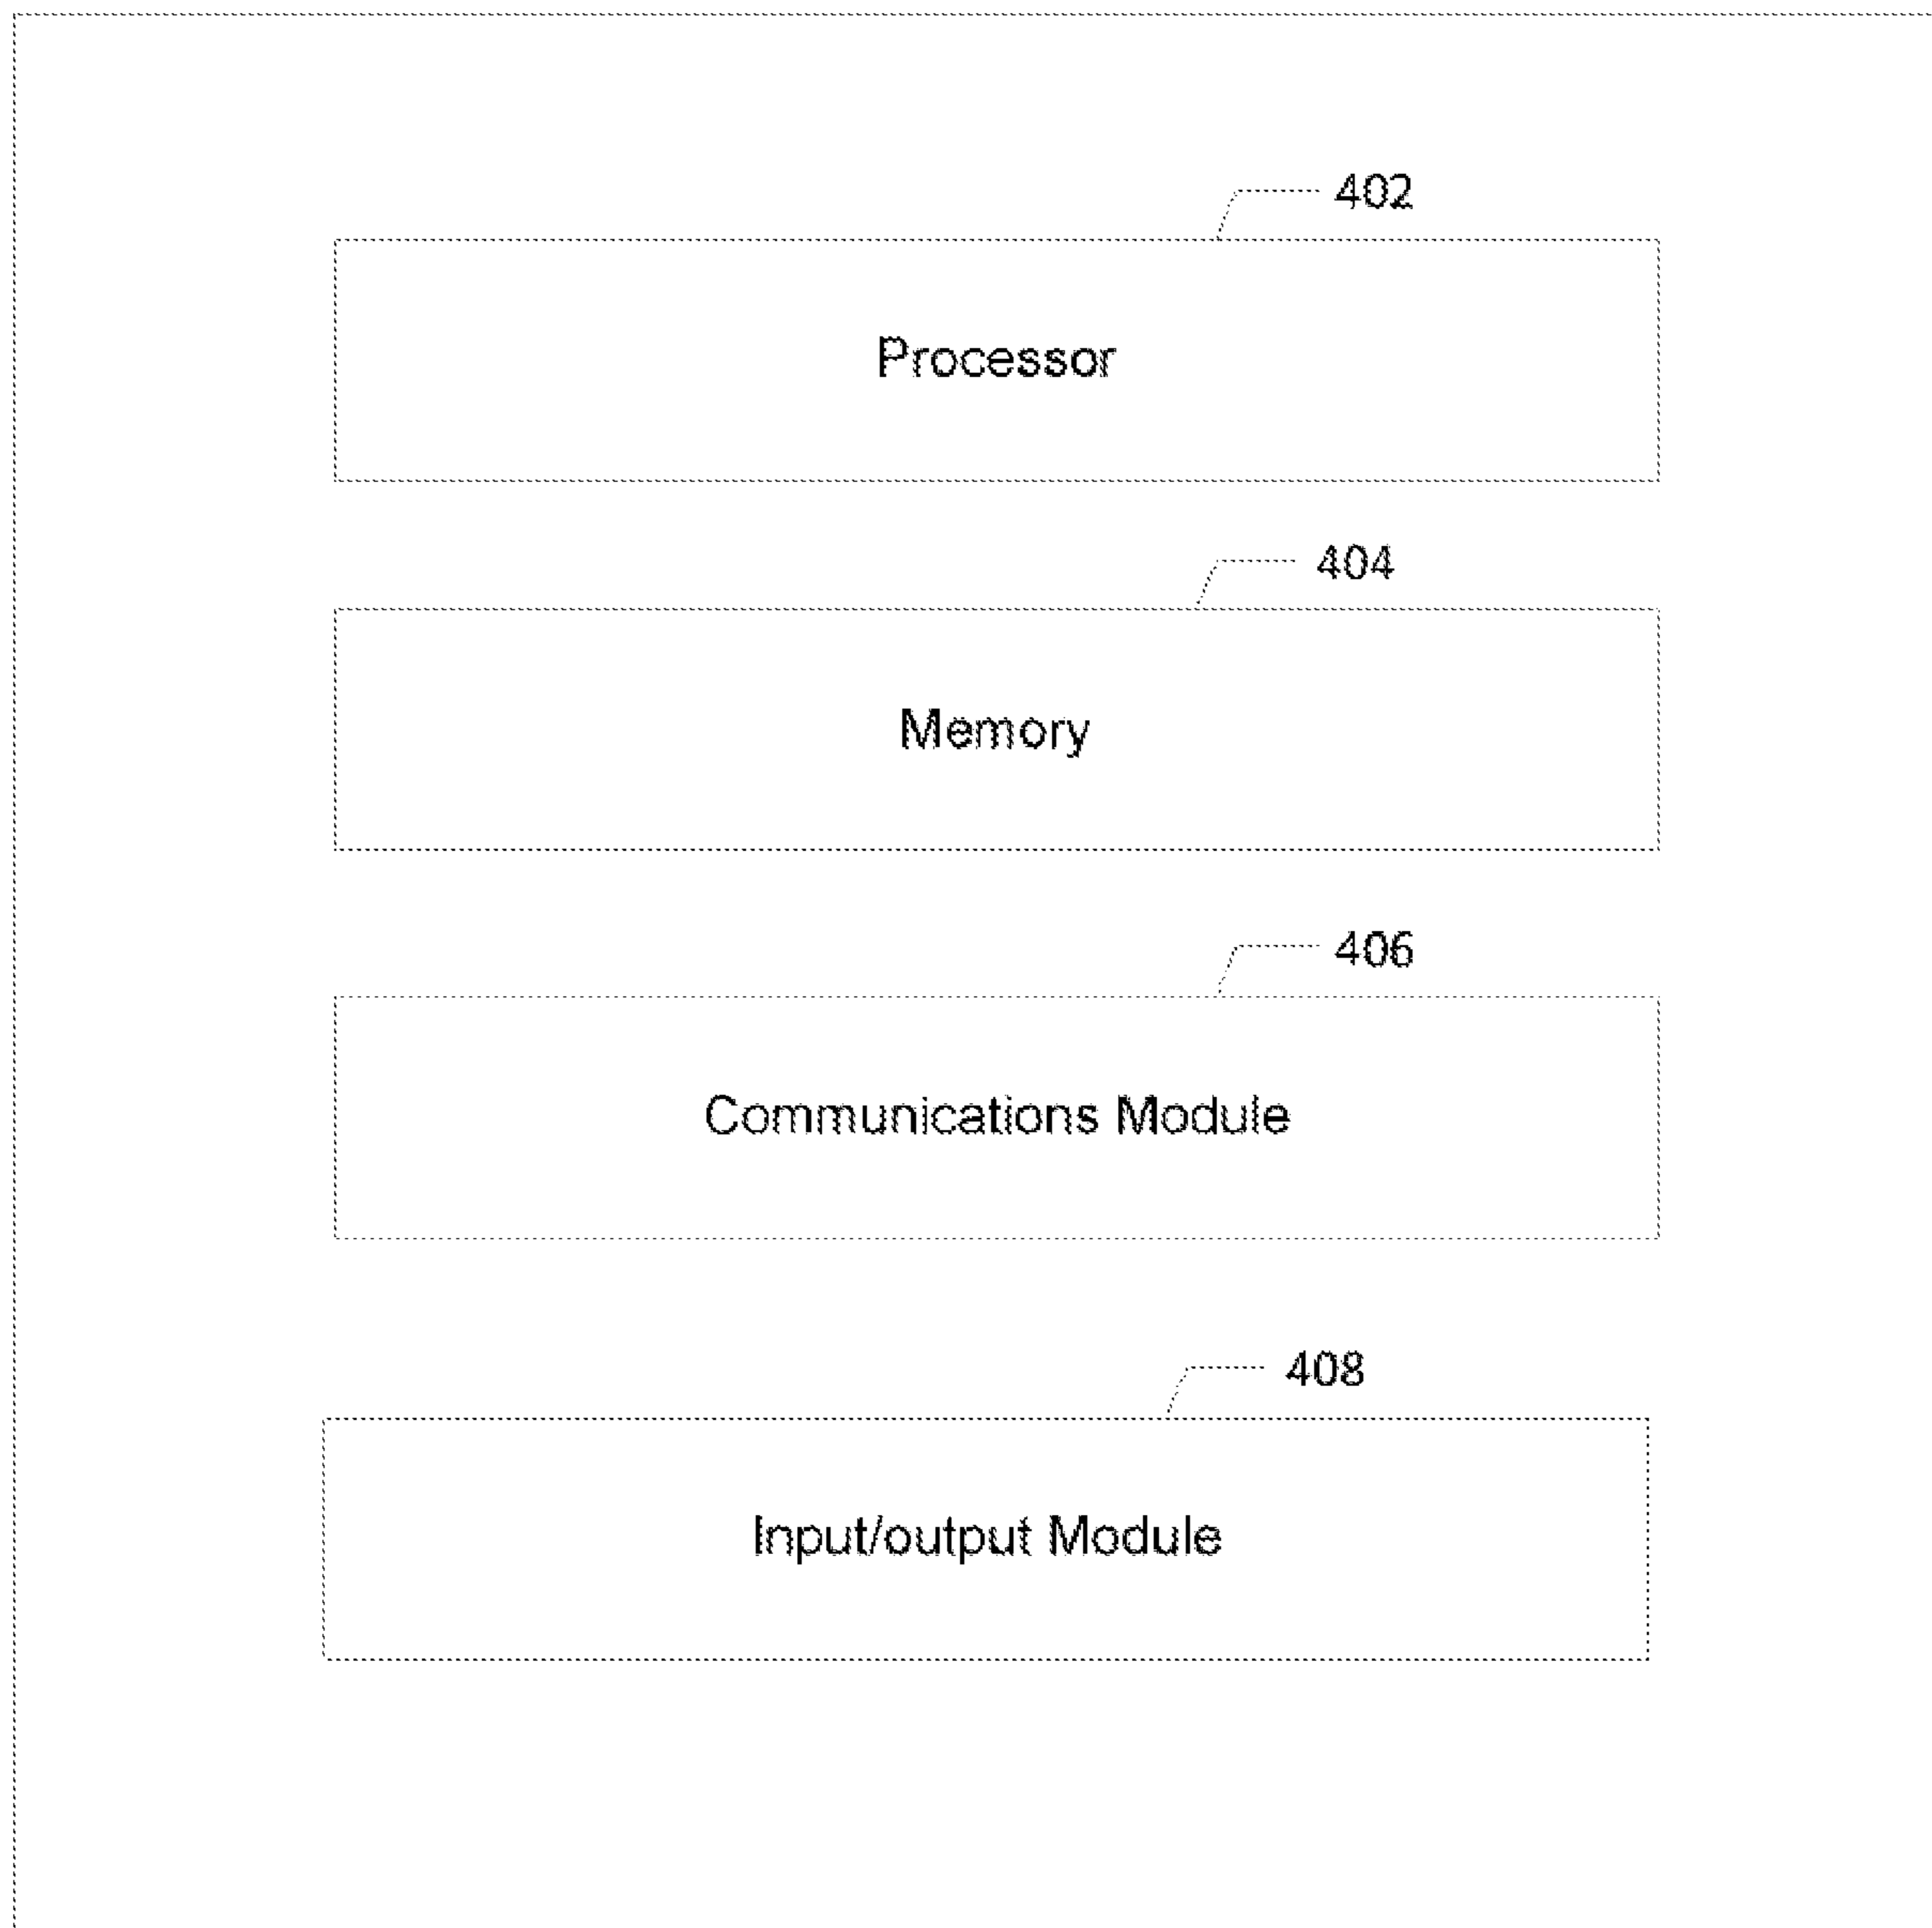 402
Processor
404
Memory
406
Communications Module
408
Input/output Module